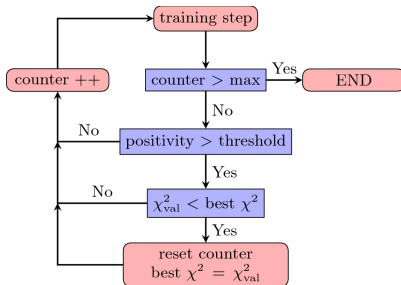 training step
counter ++
counter > max
Yes
END
No
No
positivity > threshold
Yes
No
χ²val < best χ²
Yes
reset counter
best χ² = χ²val